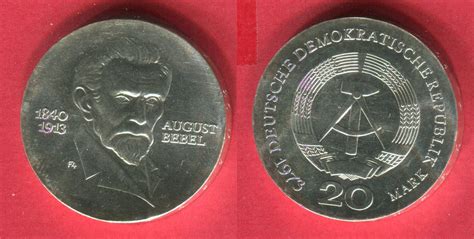 1840
1913
AUGUST
BEBEL
1973 DEUTSCHE DEMOKRATISCHE REPUBLIK
20
MARK